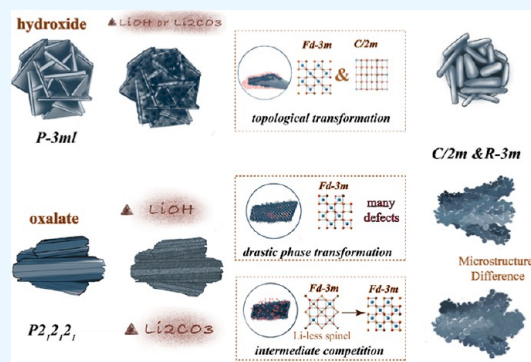 hydroxide
LiOH or Li2CO3
P-3ml
Fd-3m
C/2m
&
topological transformation
C/2m &R-3m
oxalate
LiOH
Fd-3m
many
defects
drastic phase transformation
Microstructure
Difference
P2₁2₁2₁
Li2CO3
Fd-3m
Fd-3m
Li-less spinel
intermediate competition